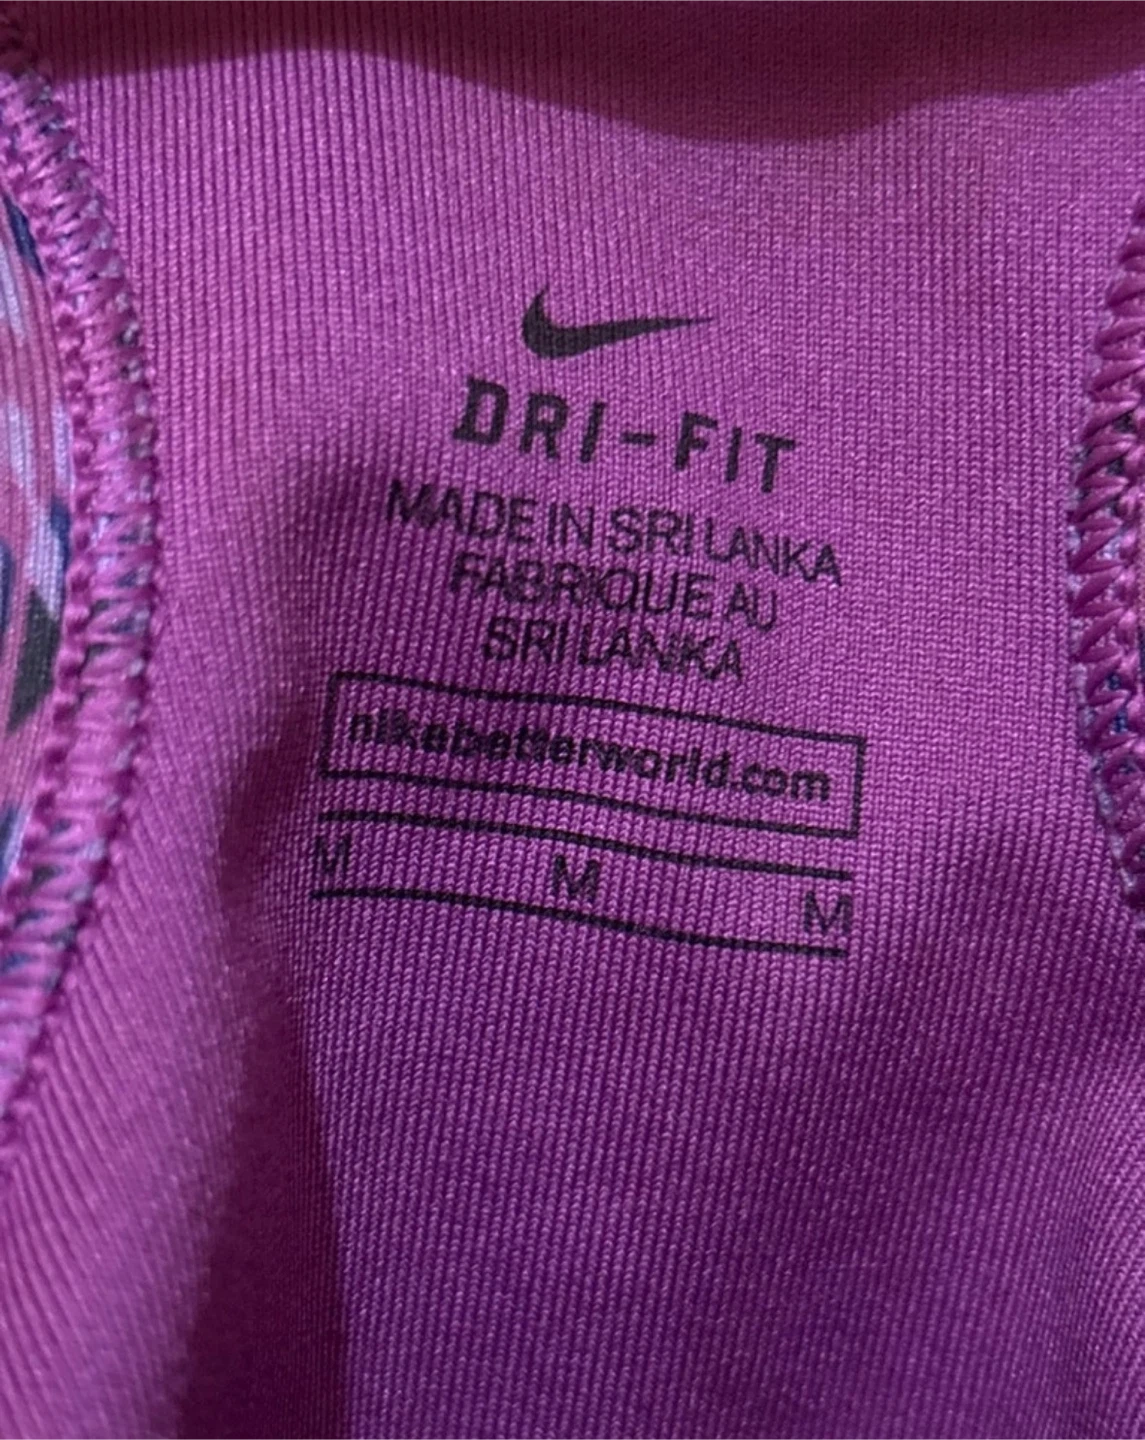 DRI-FIT
MADE IN SRI LANKA
FABRIQUE AU
SRI LANKA
nikebetterworld.com
M M M